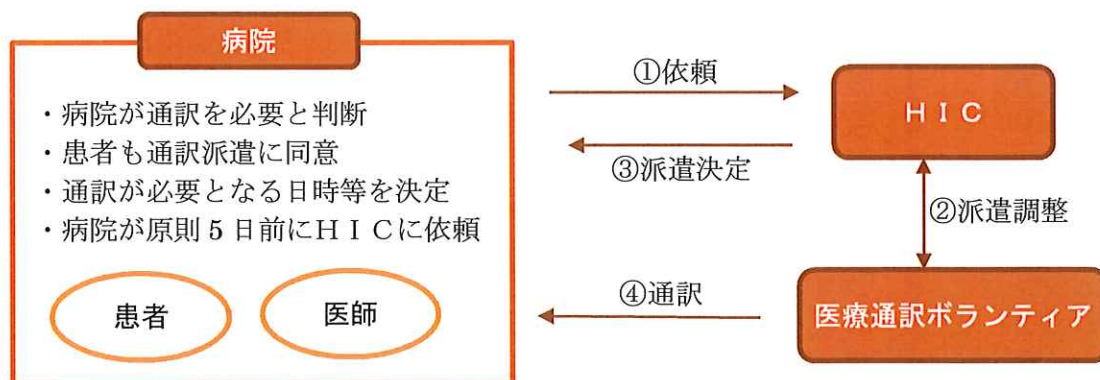 病院
・病院が通訳を必要と判断
・患者も通訳派遣に同意
・通訳が必要となる日時等を決定
・病院が原則5日前にHICに依頼
患者
医師
①依頼
③派遣決定
④通訳
HIC
②派遣調整
医療通訳ボランティア